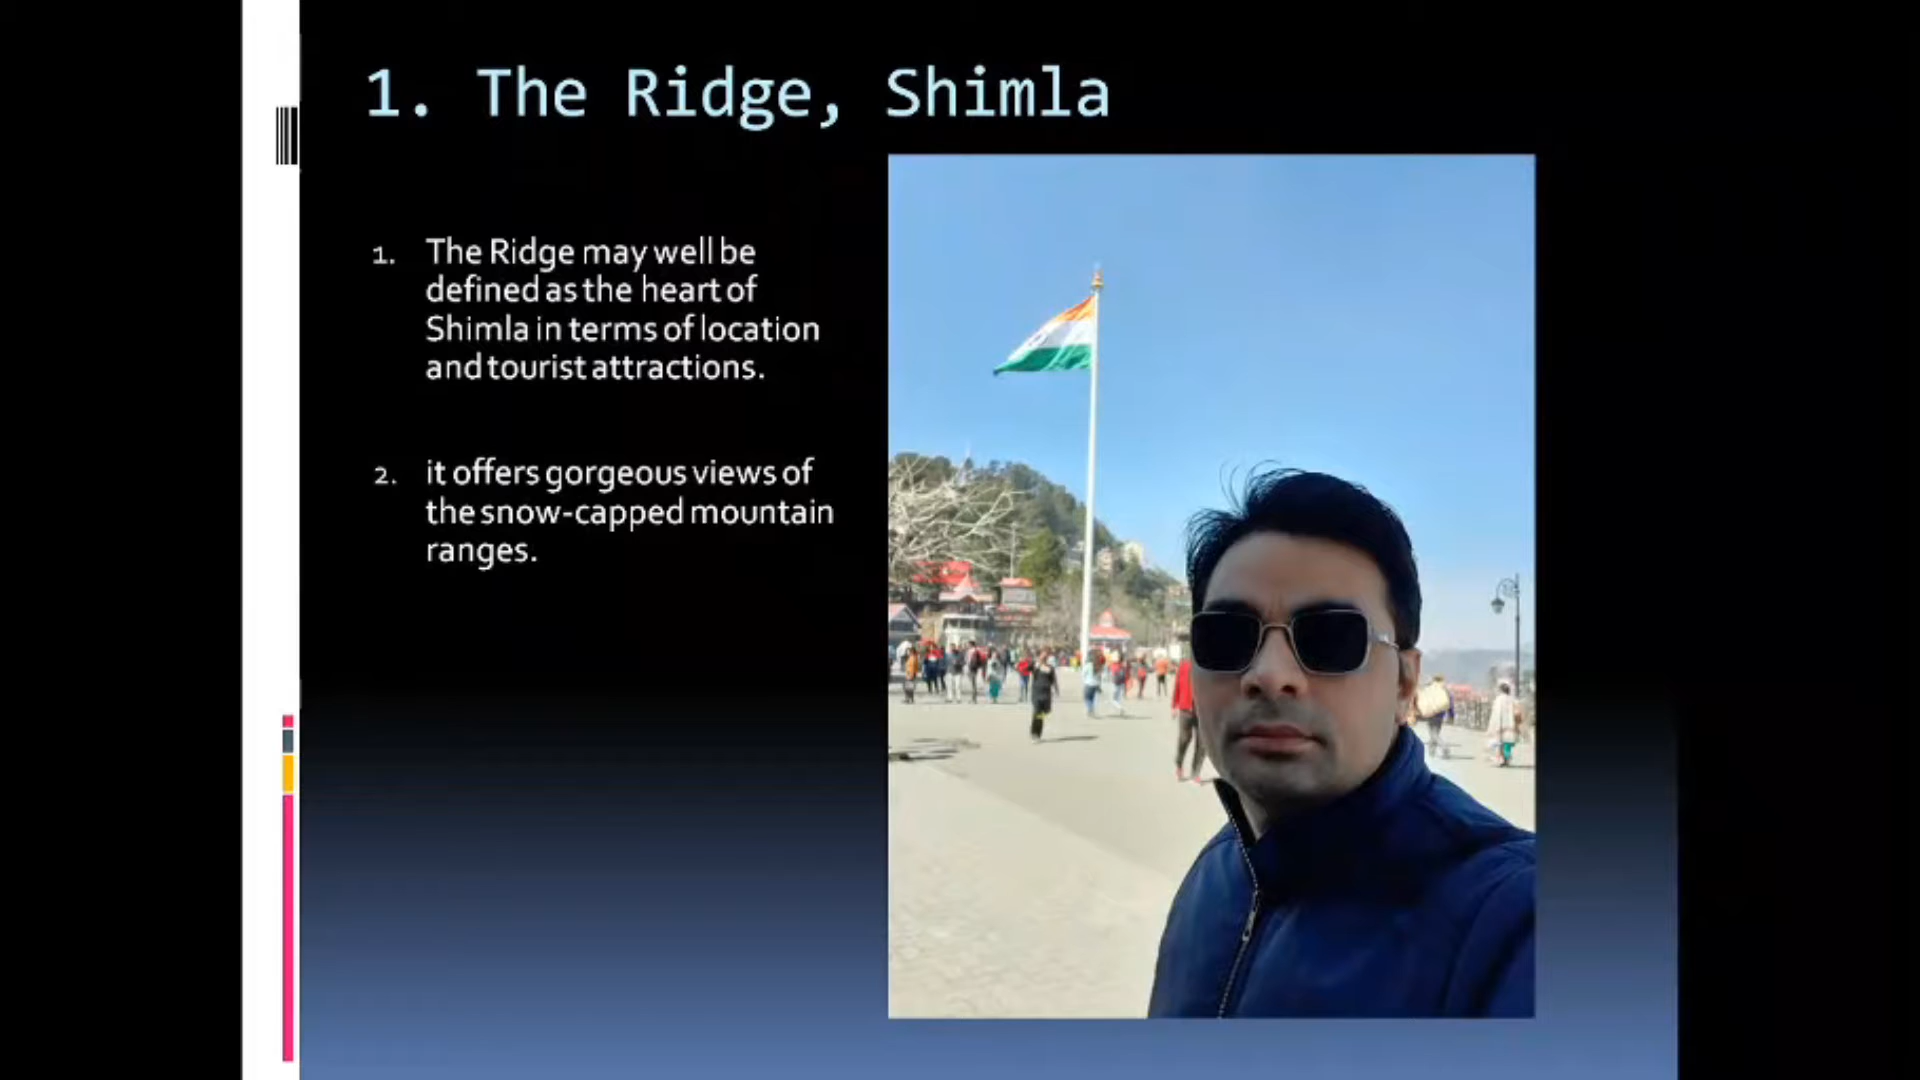 1. The Ridge, Shimla
1. The Ridge may well be
defined as the heart of
Shimla in terms of location
and tourist attractions.
2. it offers gorgeous views of
the snow-capped mountain
ranges.